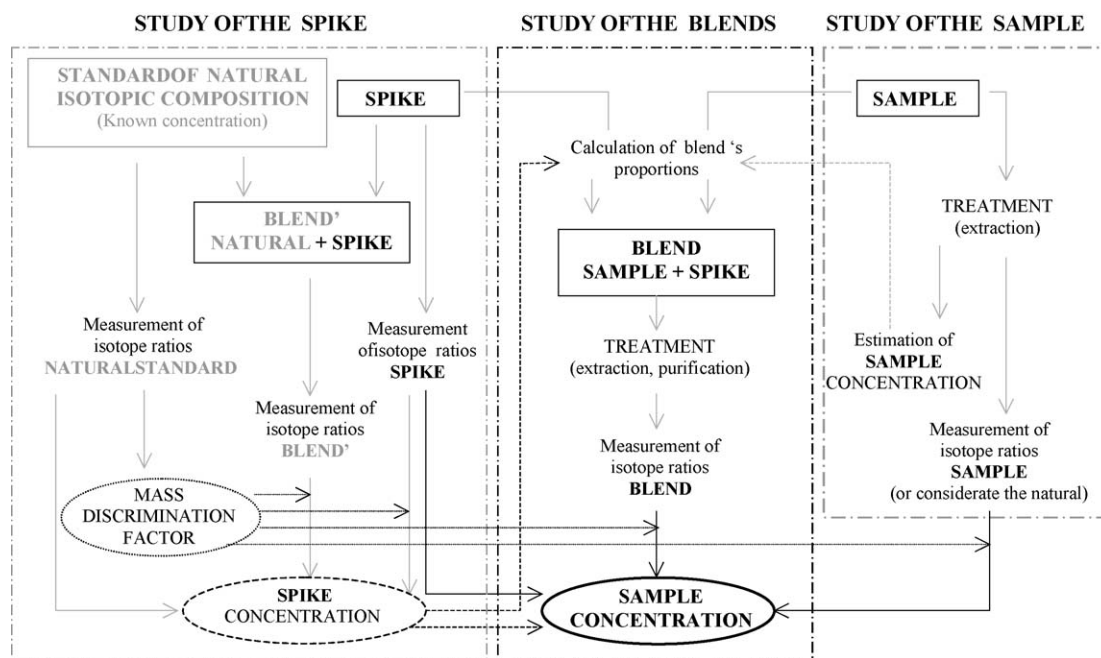 STUDY OFTHE SPIKE
STUDY OFTHE BLENDS
STUDY OFTHE SAMPLE
STANDARDOF NATURAL
ISOTOPIC COMPOSITION
(Known concentration)
SPIKE
BLEND'
NATURAL + SPIKE
Measurement of
isotope ratios
NATURALSTANDARD
Measurement
ofisotope ratios
SPIKE
Measurement of
isotope ratios
BLEND'
MASS
DISCRIMINATION
FACTOR
SPIKE
CONCENTRATION
Calculation of blend 's
proportions
BLEND
SAMPLE + SPIKE
TREATMENT
(extraction, purification)
Measurement of
isotope ratios
BLEND
SAMPLE
CONCENTRATION
SAMPLE
TREATMENT
(extraction)
Estimation of
SAMPLE
CONCENTRATION
Measurement of
isotope ratios
SAMPLE
(or considerate the natural)